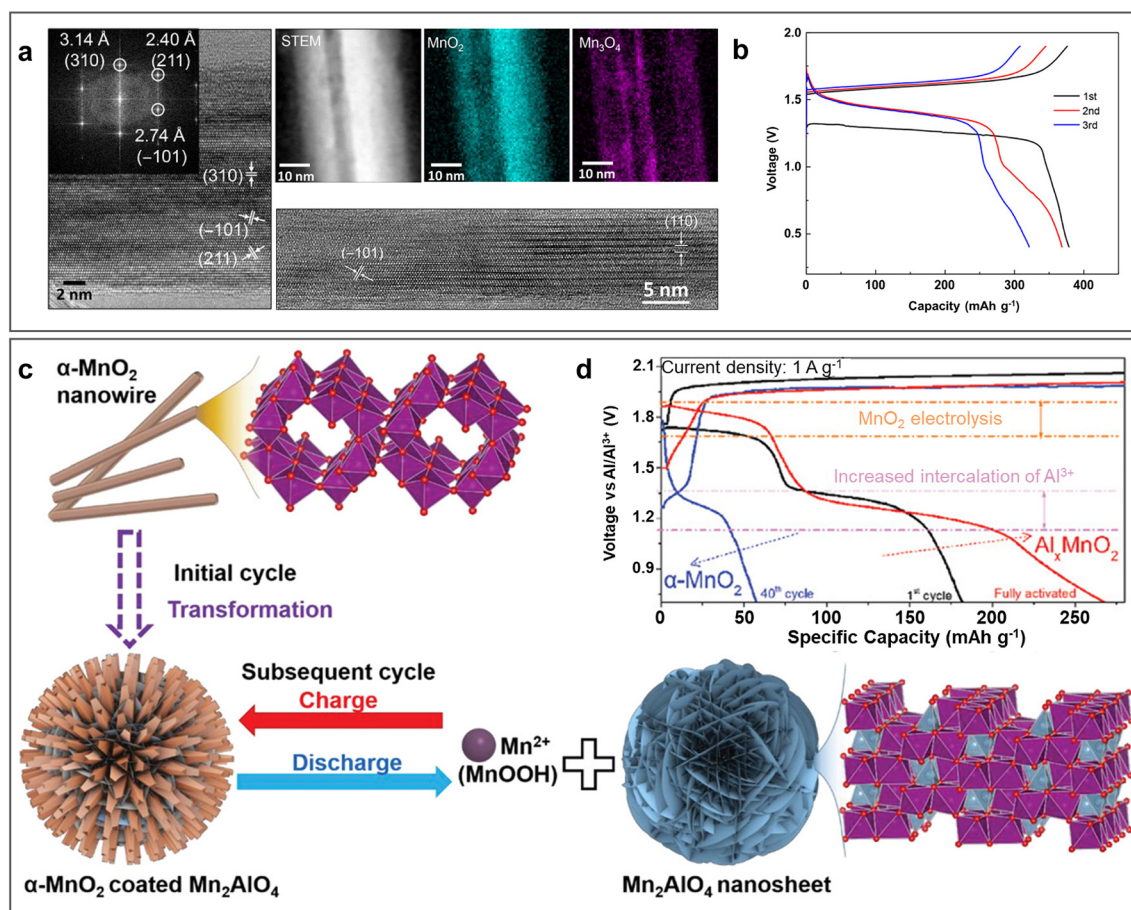 a
3.14 Å
(310)
2.40 Å
(211)
2.74 Å
(–101)
(310)
(–101)
(211)
2 nm
STEM
10 nm
MnO₂
10 nm
Mn₃O₄
10 nm
(–101)
(110)
5 nm
b
2.0
1.5
1.0
0.5
Voltage (V)
1st
2nd
3rd
0 100 200 300 400
Capacity (mAh g⁻¹)
c
α-MnO₂
nanowire
Initial cycle
Transformation
Subsequent cycle
Charge
Discharge
Mn²⁺
(MnOOH)
α-MnO₂ coated Mn₂AlO₄
Mn₂AlO₄ nanosheet
d
Current density: 1 A g⁻¹
2.1
1.8
1.5
1.2
0.9
Voltage vs Al/Al³⁺ (V)
MnO₂ electrolysis
Increased intercalation of Al³⁺
α-MnO₂
AlₓMnO₂
40ᵗʰ cycle
1ˢᵗ cycle
Fully activated
0 50 100 150 200 250
Specific Capacity (mAh g⁻¹)